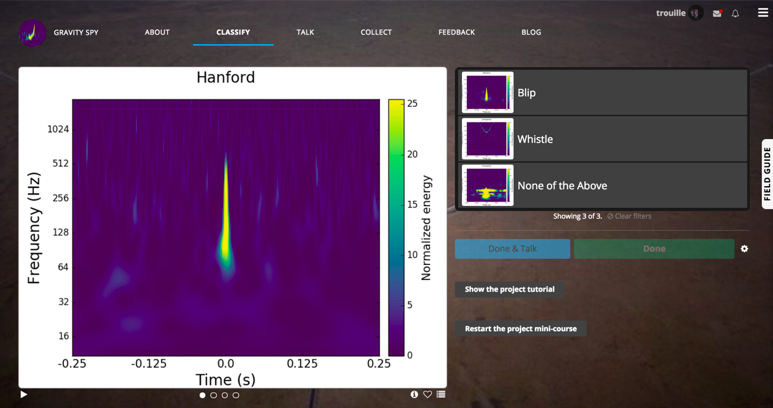 trouille
GRAVITY SPY
ABOUT
CLASSIFY
TALK
COLLECT
FEEDBACK
BLOG
Hanford
Frequency (Hz)
1024
512
256
128
64
32
16
-0.25
-0.125
0.0
0.125
0.25
Time (s)
25
20
15
10
5
0
Normalized energy
Blip
Whistle
None of the Above
Showing 3 of 3. Clear filters
Done & Talk
Done
Show the project tutorial
Restart the project mini-course
FIELD GUIDE